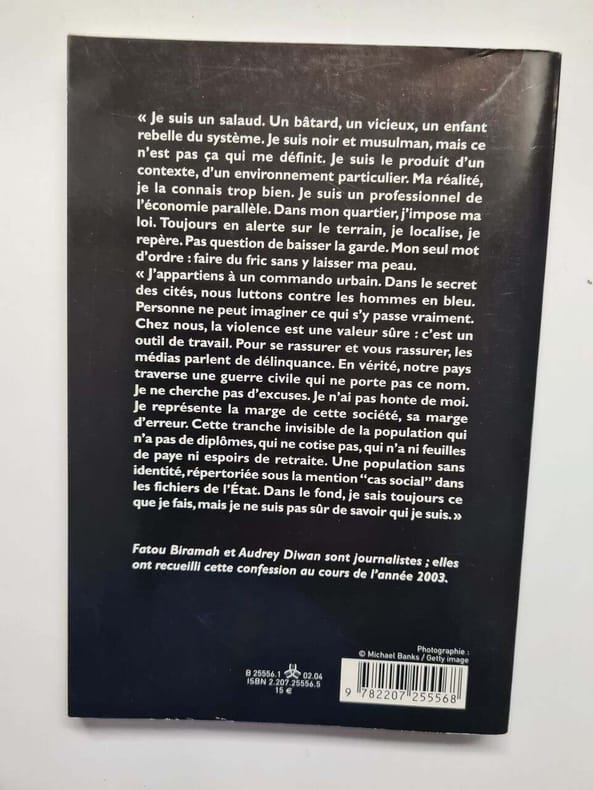 « Je suis un salaud. Un bâtard, un vicieux, un enfant
rebelle du système. Je suis noir et musulman, mais ce
n'est pas ça qui me définit. Je suis le produit d'un
contexte, d'un environnement particulier. Ma réalité,
je la connais trop bien. Je suis un professionnel de
l'économie parallèle. Dans mon quartier, j'impose ma
loi. Toujours en alerte sur le terrain, je localise, je
repère. Pas question de baisser la garde. Mon seul mot
d'ordre : faire du fric sans y laisser ma peau.
« J'appartiens à un commando urbain. Dans le secret
des cités, nous luttons contre les hommes en bleu.
Personne ne peut imaginer ce qui s'y passe vraiment.
Chez nous, la violence est une valeur sûre : c'est un
outil de travail. Pour se rassurer et vous rassurer, les
médias parlent de délinquance. En vérité, notre pays
traverse une guerre civile qui ne porte pas ce nom.
Je ne cherche pas d'excuses. Je n'ai pas honte de moi.
Je représente la marge de cette société, sa marge
d'erreur. Cette tranche invisible de la population qui
n'a pas de diplômes, qui ne cotise pas, qui n'a ni feuilles
de paye ni espoirs de retraite. Une population sans
identité, répertoriée sous la mention "cas social" dans
les fichiers de l'État. Dans le fond, je sais toujours ce
que je fais, mais je ne suis pas sûr de savoir qui je suis. »
Fatou Biramah et Audrey Diwan sont journalistes ; elles
ont recueilli cette confession au cours de l'année 2003.
Photographie :
© Michael Banks / Getty image
B 25556.1 02.04
ISBN 2.207.25556.5
15 €
9 782207 255568